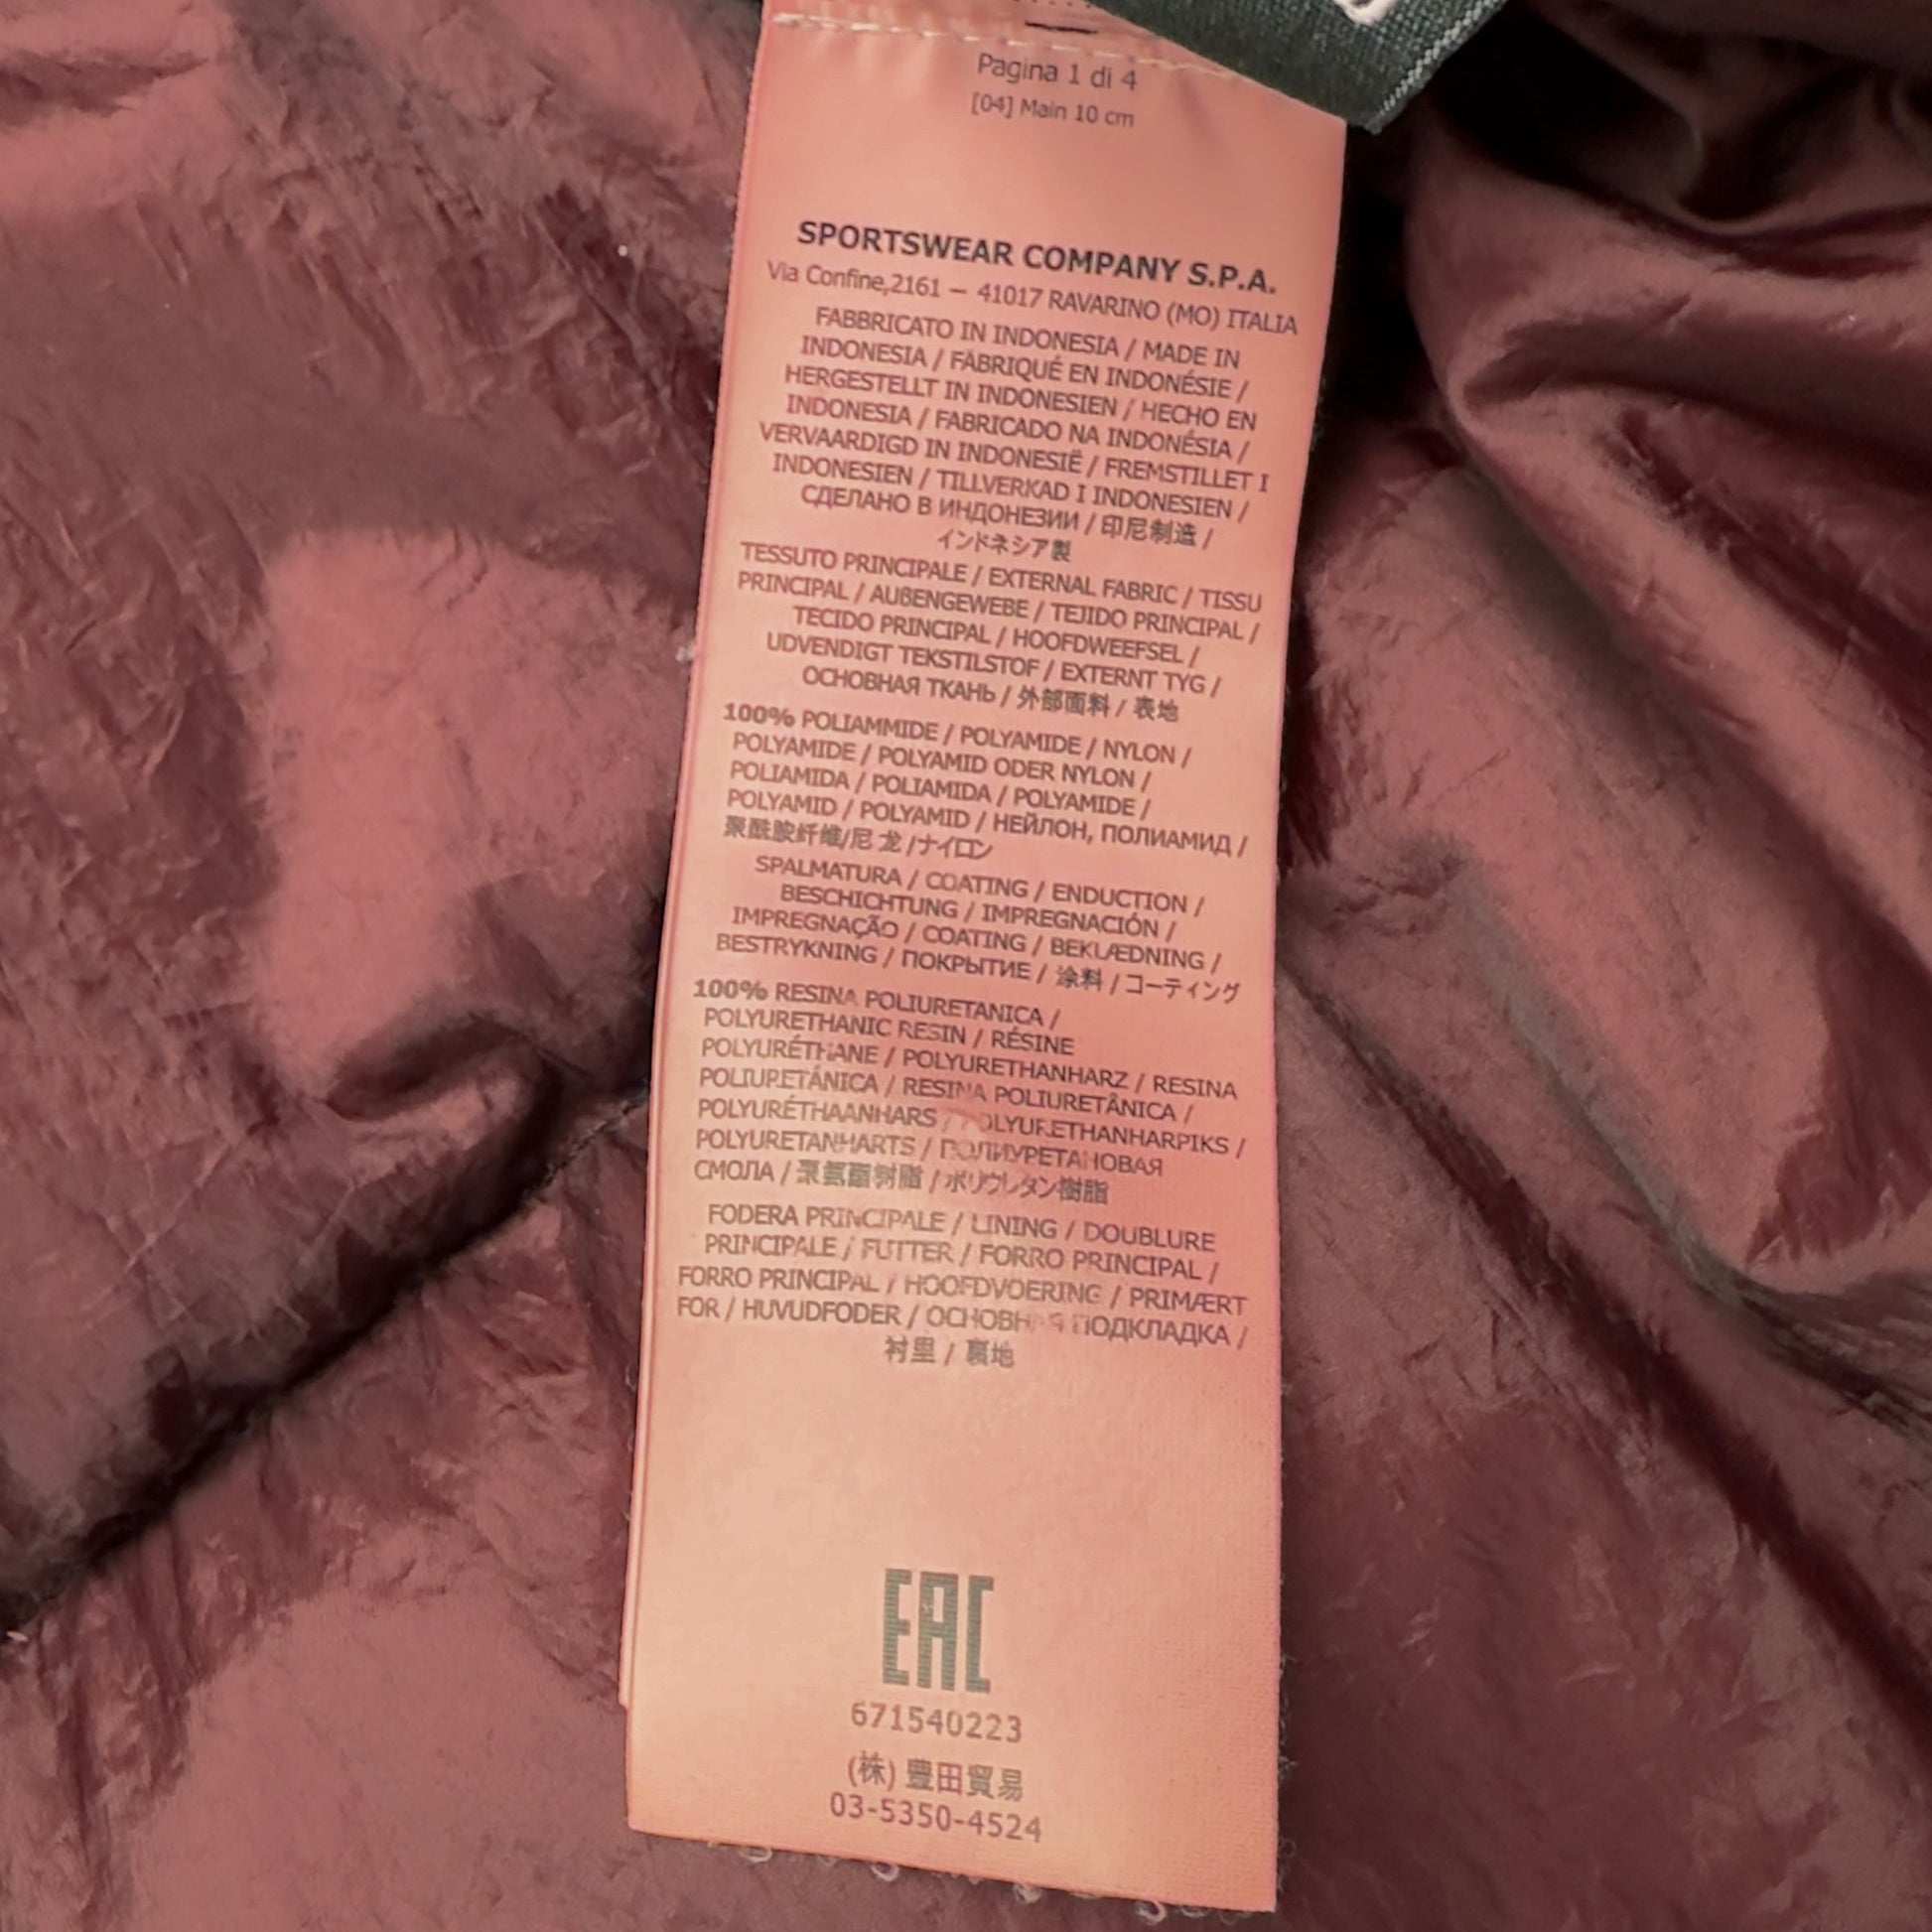 Pagina 1 di 4
[04] Main 10 cm
SPORTSWEAR COMPANY S.P.A.
Via Confine,2161 – 41017 RAVARINO (MO) ITALIA
FABBRICATO IN INDONESIA / MADE IN
INDONESIA / FABRIQUÉ EN INDONÉSIE /
HERGESTELLT IN INDONESIEN / HECHO EN
INDONESIA / FABRICADO NA INDONÉSIA /
VERVAARDIGD IN INDONESIË / FREMSTILLET I
INDONESIEN / TILLVERKAD I INDONESIEN /
СДЕЛАНО В ИНДОНЕЗИИ / 印尼制造 /
インドネシア製
TESSUTO PRINCIPALE / EXTERNAL FABRIC / TISSU
PRINCIPAL / AUßENGEWEBE / TEJIDO PRINCIPAL /
TECIDO PRINCIPAL / HOOFDWEEFSEL /
UDVENDIGT TEKSTILSTOF / EXTERNT TYG /
ОСНОВНАЯ ТКАНЬ / 外部面料 / 表地
100% POLIAMMIDE / POLYAMIDE / NYLON /
POLYAMIDE / POLYAMID ODER NYLON /
POLIAMIDA / POLIAMIDA / POLYAMIDE /
POLYAMID / POLYAMID / НЕЙЛОН, ПОЛИАМИД /
聚酰胺纤维/尼 龙 /ナイロン
SPALMATURA / COATING / ENDUCTION /
BESCHICHTUNG / IMPREGNACIÓN /
IMPREGNAÇÃO / COATING / BEKLÆDNING /
BESTRYKNING / ПОКРЫТИЕ / 涂料 / コーティング
100% RESINA POLIURETANICA /
POLYURETHANIC RESIN / RÉSINE
POLYURÉTHANE / POLYURETHANHARZ / RESINA
POLIURETÁNICA / RESINA POLIURETÂNICA /
POLYURÉTHAANHARS / POLYURETHANHARPIKS /
POLYURETANHARTS / ПОЛИУРЕТАНОВАЯ
СМОЛА / 聚氨酯树脂 / ポリウレタン樹脂
FODERA PRINCIPALE / LINING / DOUBLURE
PRINCIPALE / FUTTER / FORRO PRINCIPAL /
FORRO PRINCIPAL / HOOFDVOERING / PRIMÆRT
FOR / HUVUDFODER / ОСНОВНАЯ ПОДКЛАДКА /
衬里 / 裏地
EAC
671540223
(株) 豊田貿易
03-5350-4524